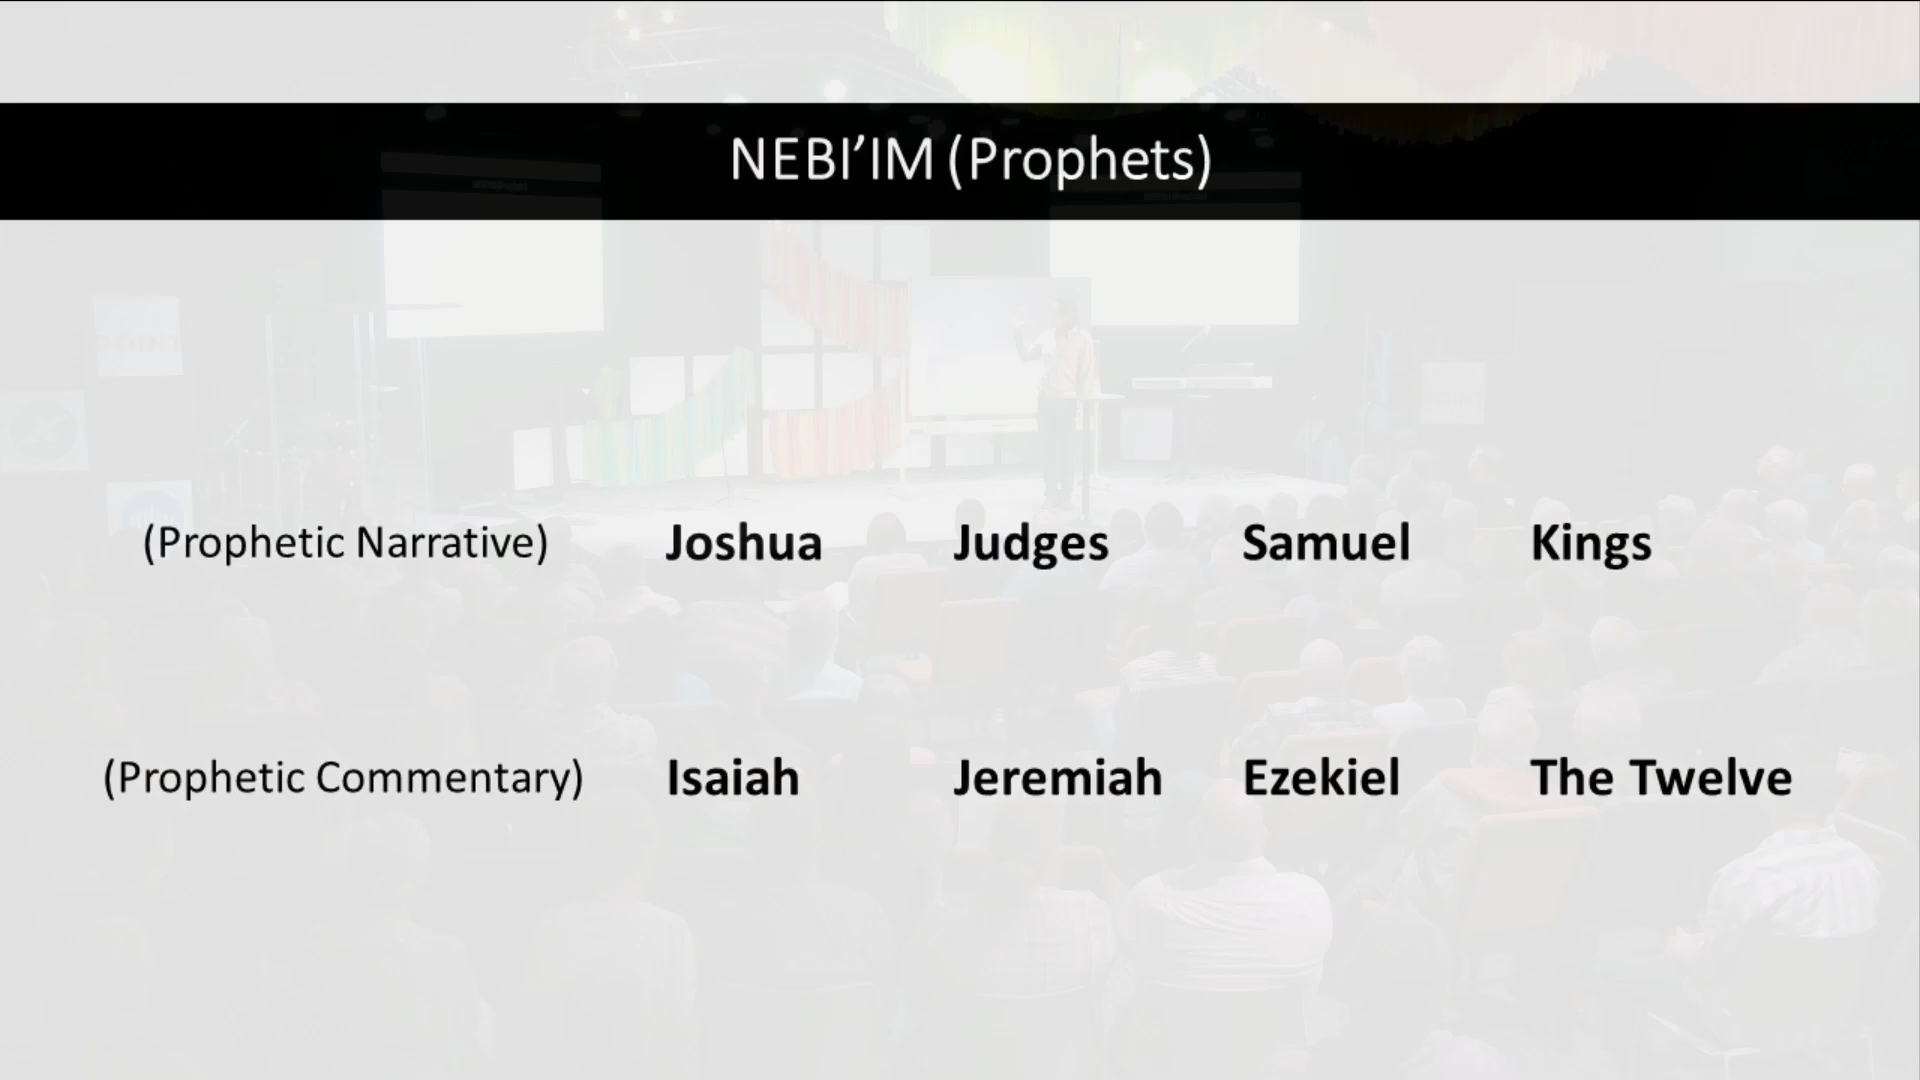 NEBI’IM (Prophets)
(Prophetic Narrative) Joshua Judges Samuel Kings
(Prophetic Commentary) Isaiah Jeremiah Ezekiel The Twelve